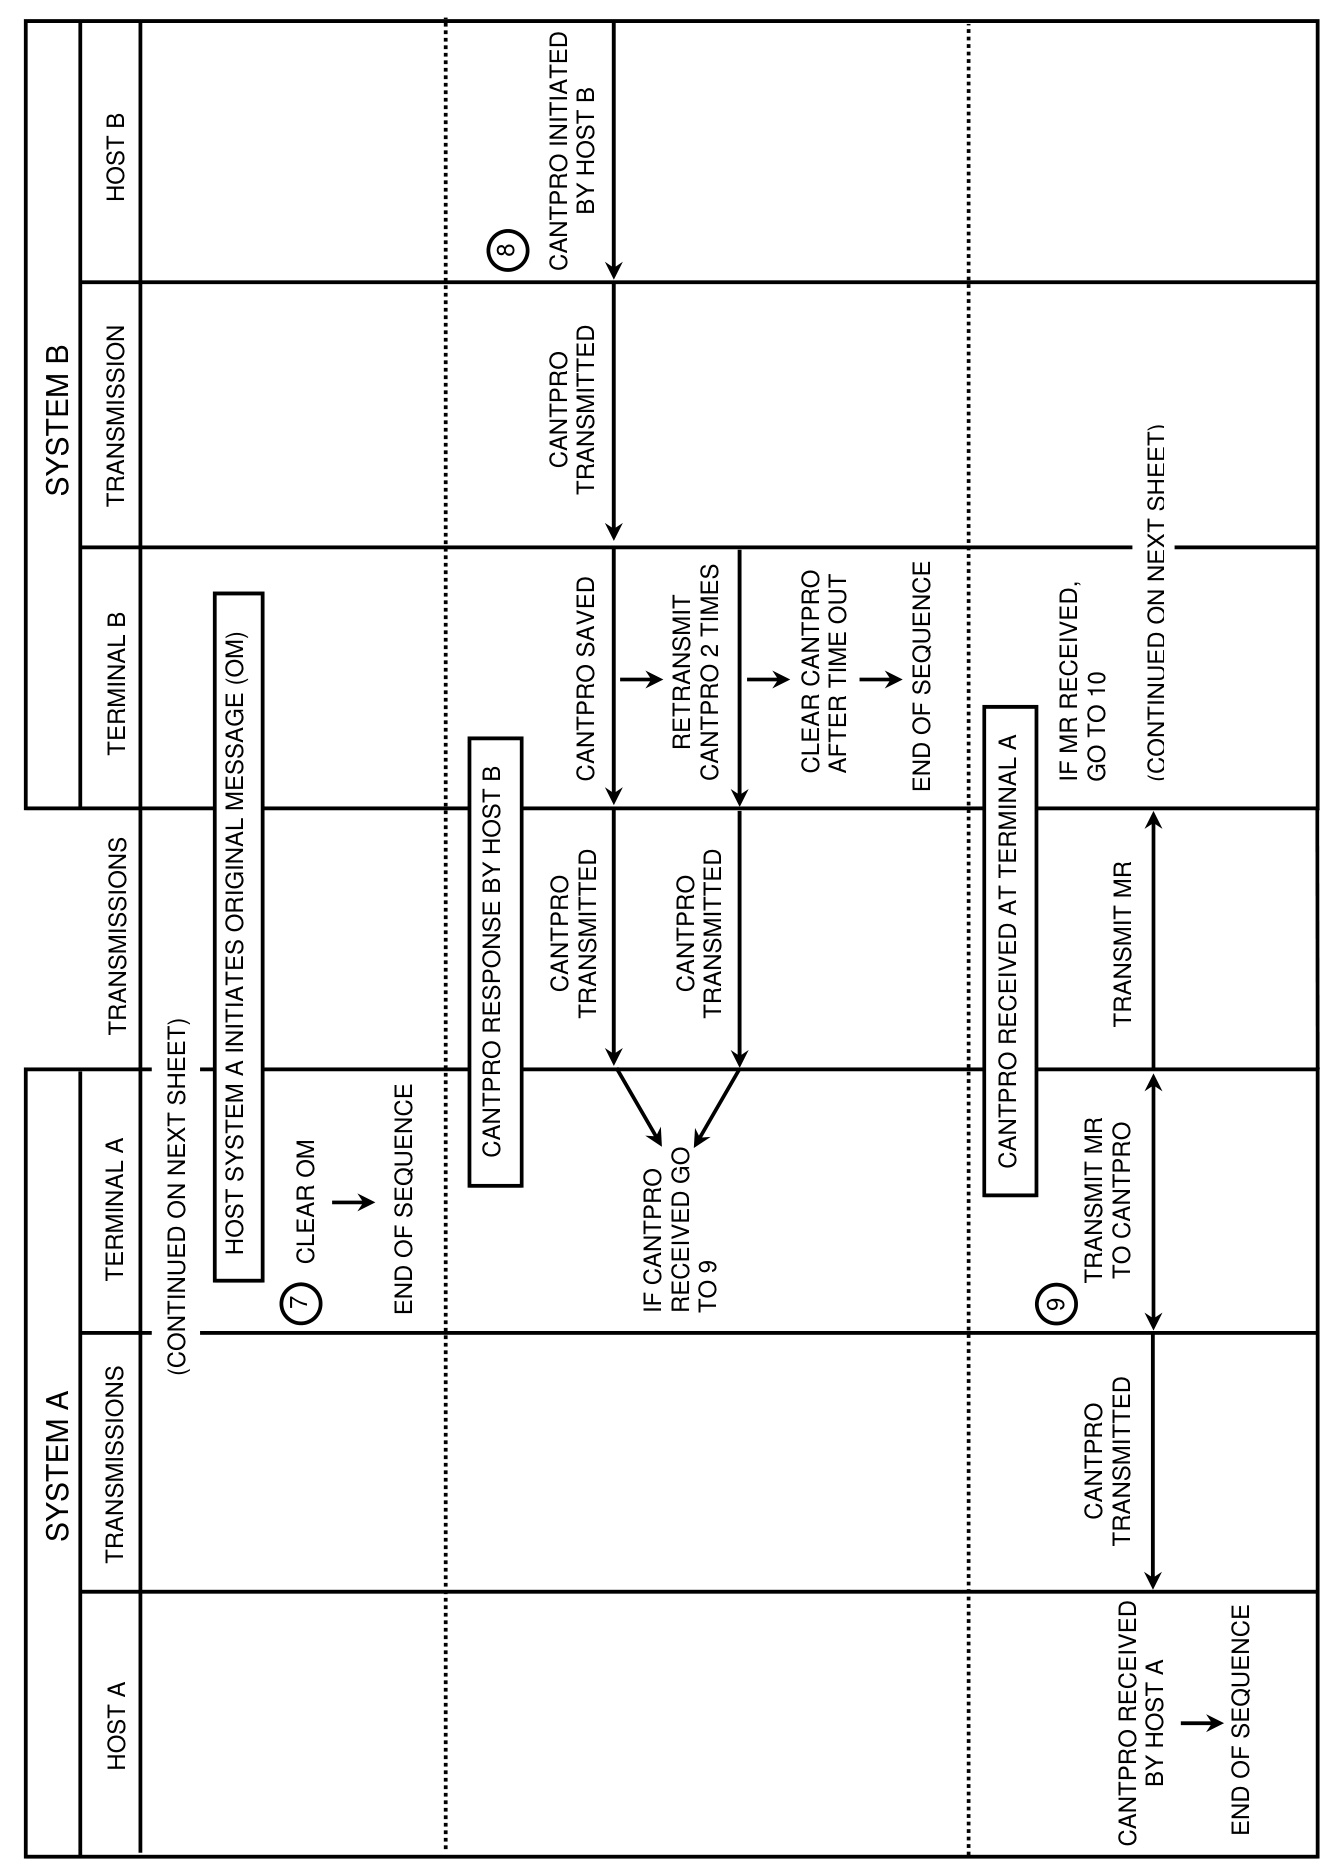 SYSTEM A
SYSTEM B
HOST A
TRANSMISSIONS
TERMINAL A
TRANSMISSIONS
TERMINAL B
TRANSMISSION
HOST B
(CONTINUED ON NEXT SHEET)
HOST SYSTEM A INITIATES ORIGINAL MESSAGE (OM)
7
CLEAR OM
END OF SEQUENCE
CANTPRO RESPONSE BY HOST B
8
CANTPRO INITIATED
BY HOST B
CANTPRO
TRANSMITTED
CANTPRO SAVED
RETRANSMIT
CANTPRO 2 TIMES
CLEAR CANTPRO
AFTER TIME OUT
END OF SEQUENCE
CANTPRO
TRANSMITTED
CANTPRO
TRANSMITTED
IF CANTPRO
RECEIVED GO
TO 9
CANTPRO RECEIVED AT TERMINAL A
9
TRANSMIT MR
TO CANTPRO
TRANSMIT MR
IF MR RECEIVED,
GO TO 10
(CONTINUED ON NEXT SHEET)
CANTPRO
TRANSMITTED
CANTPRO RECEIVED
BY HOST A
END OF SEQUENCE